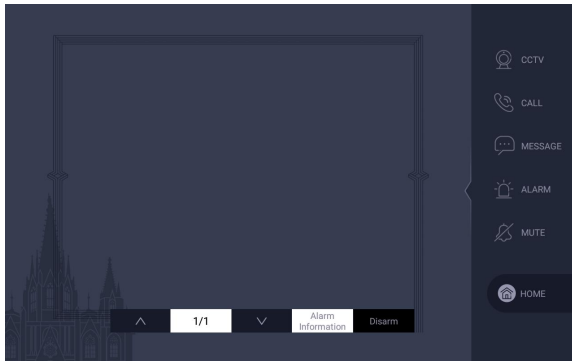 CCTV
CALL
MESSAGE
ALARM
MUTE
HOME
1/1
Alarm
Information
Disarm